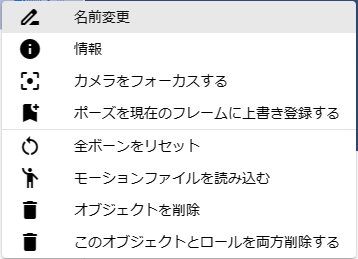 名前変更
情報
カメラをフォーカスする
ポーズを現在のフレームに上書き登録する
全ボーンをリセット
モーションファイルを読み込む
オブジェクトを削除
このオブジェクトとロールを両方削除する